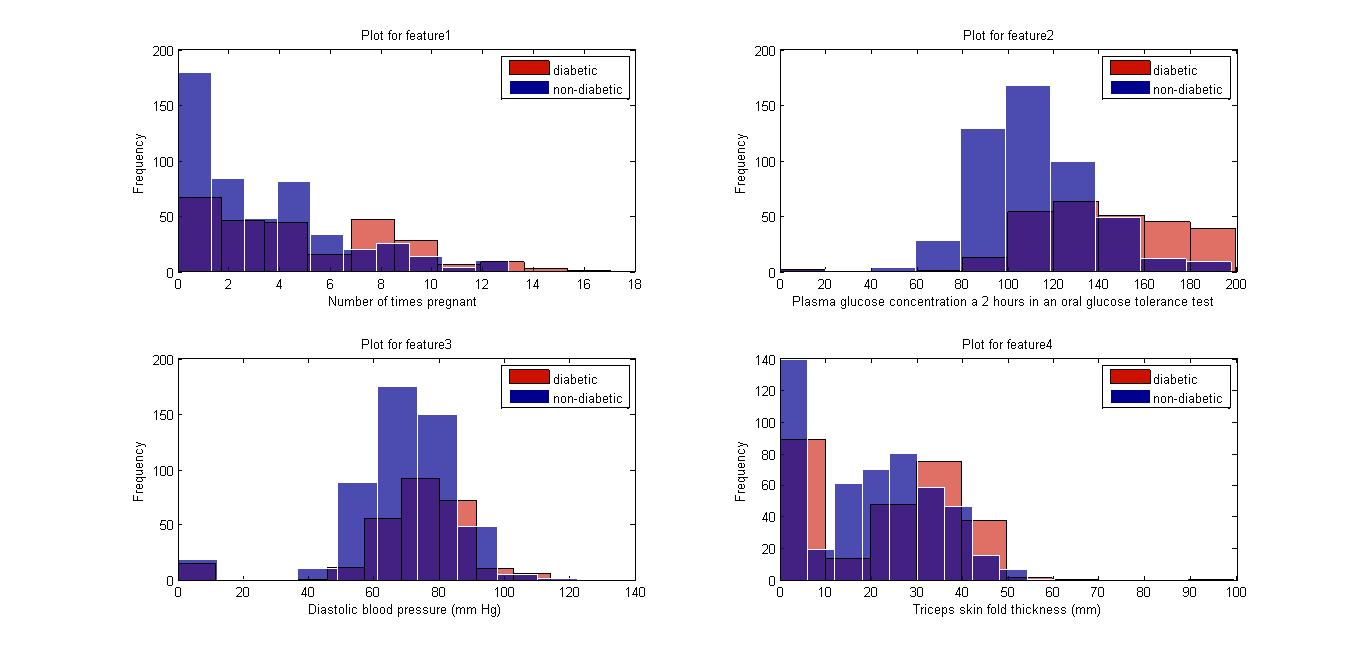 Plot for feature1
200
150
100
50
0
Frequency
diabetic
non-diabetic
0 2 4 6 8 10 12 14 16 18
Number of times pregnant
Plot for feature2
200
150
100
50
0
Frequency
diabetic
non-diabetic
0 20 40 60 80 100 120 140 160 180 200
Plasma glucose concentration a 2 hours in an oral glucose tolerance test
Plot for feature3
200
150
100
50
0
Frequency
diabetic
non-diabetic
0 20 40 60 80 100 120 140
Diastolic blood pressure (mm Hg)
Plot for feature4
140
120
100
80
60
40
20
0
Frequency
diabetic
non-diabetic
0 10 20 30 40 50 60 70 80 90 100
Triceps skin fold thickness (mm)